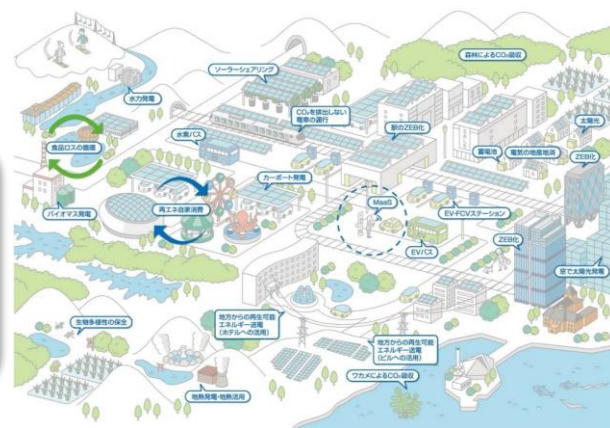 森林によるCO₂吸収
ソーラーシェアリング
水力発電
CO₂を排出しない
電車の運行
水素バス
駅のZEB化
太陽光
食品ロスの循環
蓄電池
電気の地産地消
ZEB化
カーポート発電
再エネ自家消費
MaaS
バイオマス発電
EV・FCVステーション
EVバス
ZEB化
窓で太陽光発電
地方からの再生可能
エネルギー送電
(ホテルへの活用)
生物多様性の保全
地方からの再生可能
エネルギー送電
(ビルへの活用)
地熱発電・地熱活用
ワカメによるCO₂吸収